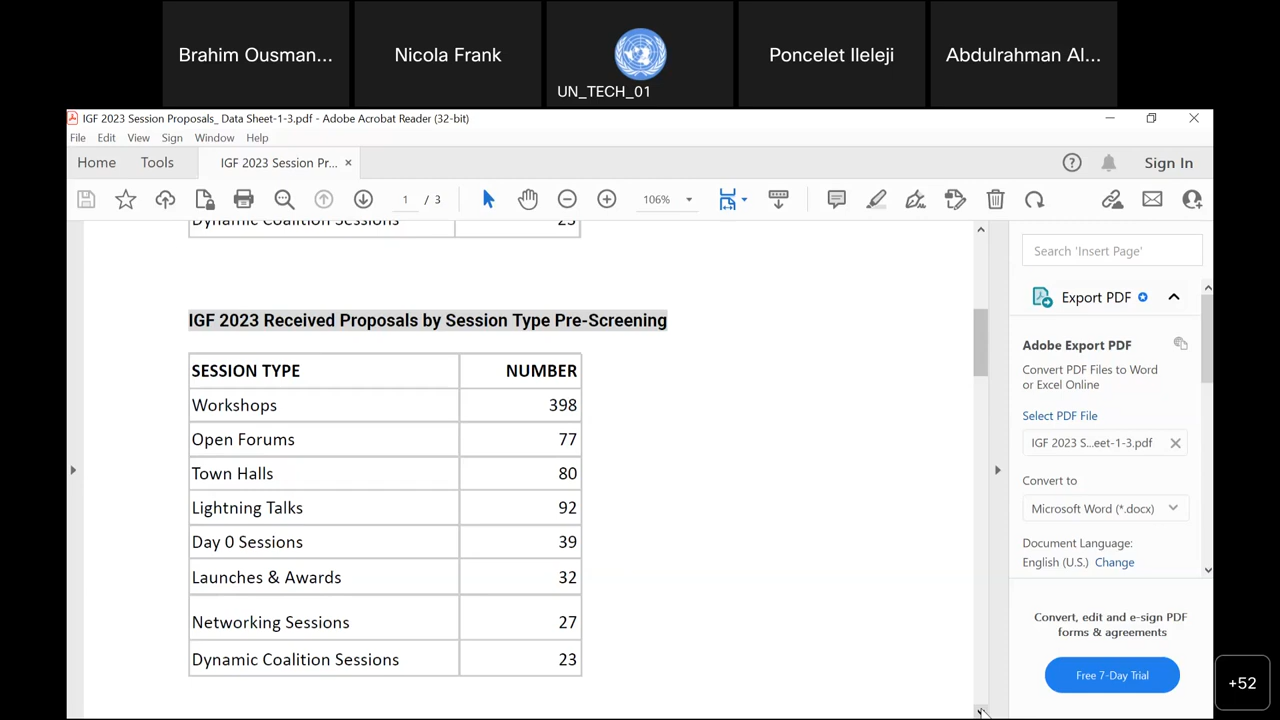 Brahim Ousman...
Nicola Frank
UN_TECH_01
Poncelet Ileleji
Abdulrahman Al...
IGF 2023 Session Proposals_ Data Sheet-1-3.pdf - Adobe Acrobat Reader (32-bit)
File Edit View Sign Window Help
Home Tools IGF 2023 Session Pr... × Sign In
1 / 3 106%
Dynamic Coalition Sessions 23
IGF 2023 Received Proposals by Session Type Pre-Screening
SESSION TYPE NUMBER
Workshops 398
Open Forums 77
Town Halls 80
Lightning Talks 92
Day 0 Sessions 39
Launches & Awards 32
Networking Sessions 27
Dynamic Coalition Sessions 23
Search 'Insert Page'
Export PDF
Adobe Export PDF
Convert PDF Files to Word
or Excel Online
Select PDF File
IGF 2023 S...eet-1-3.pdf
Convert to
Microsoft Word (*.docx)
Document Language:
English (U.S.) Change
Convert, edit and e-sign PDF
forms & agreements
Free 7-Day Trial
+52